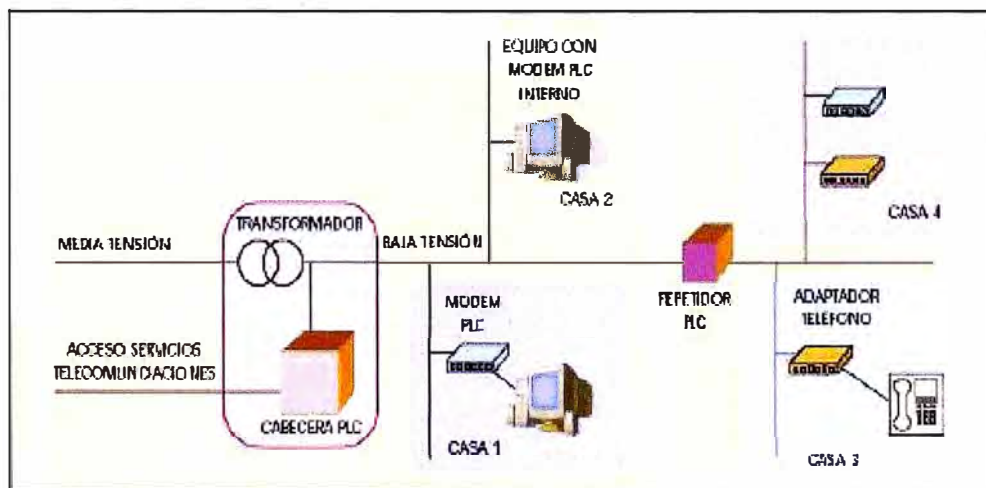 EQUIPO CON
MODEM PLC
INTERNO
CASA 2
CASA 4
TRANSFORMADOR
MEDIA TENSIÓN
BAJA TENSIÓN
MODEM
PLC
REPETIDOR
PLC
ADAPTADOR
TELÉFONO
ACCESO SERVICIOS
TELECOMUNICACIONES
CABECERA PLC
CASA 1
CASA 3